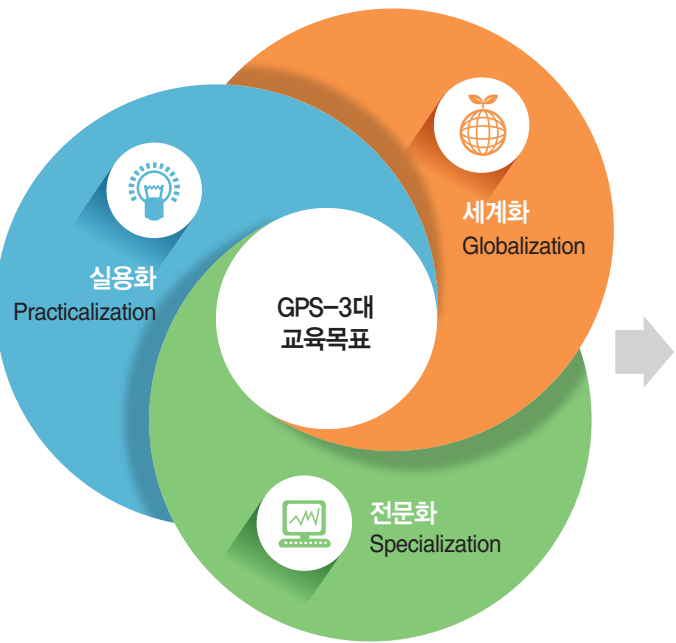 세계화
Globalization
실용화
Practicalization
GPS-3대
교육목표
전문화
Specialization